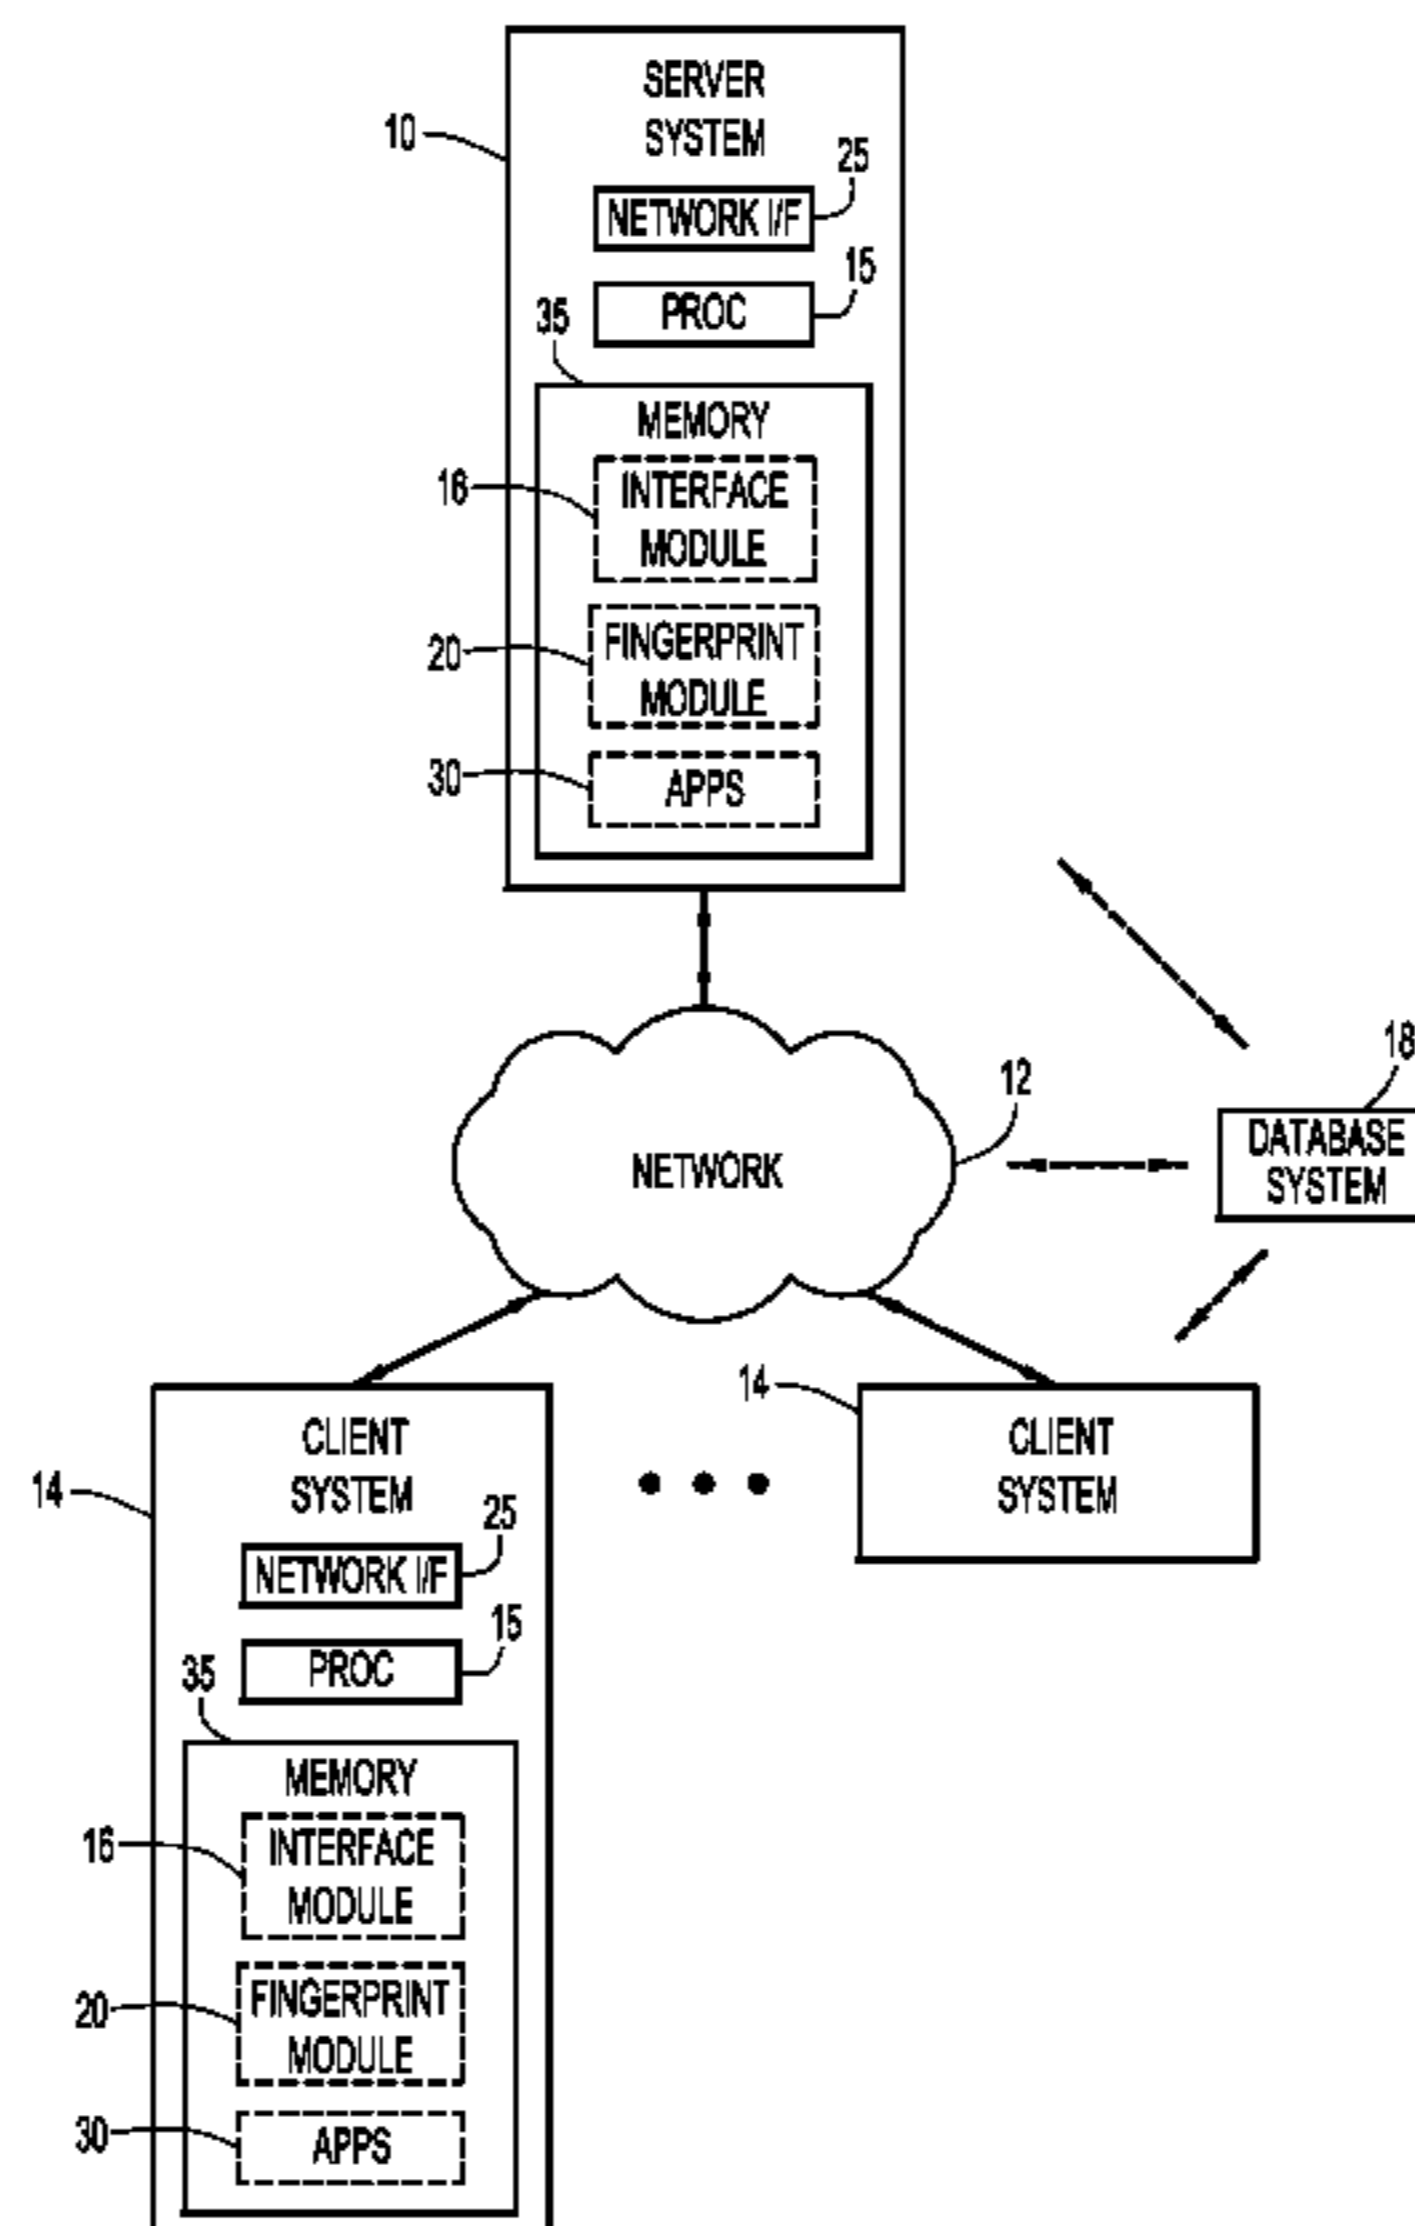 SERVER
SYSTEM
10
25
NETWORK I/F
15
PROC
35
MEMORY
16
INTERFACE
MODULE
20
FINGERPRINT
MODULE
30
APPS
18
12
DATABASE
SYSTEM
NETWORK
14
CLIENT
SYSTEM
14
CLIENT
SYSTEM
25
NETWORK I/F
15
PROC
35
MEMORY
16
INTERFACE
MODULE
20
FINGERPRINT
MODULE
30
APPS